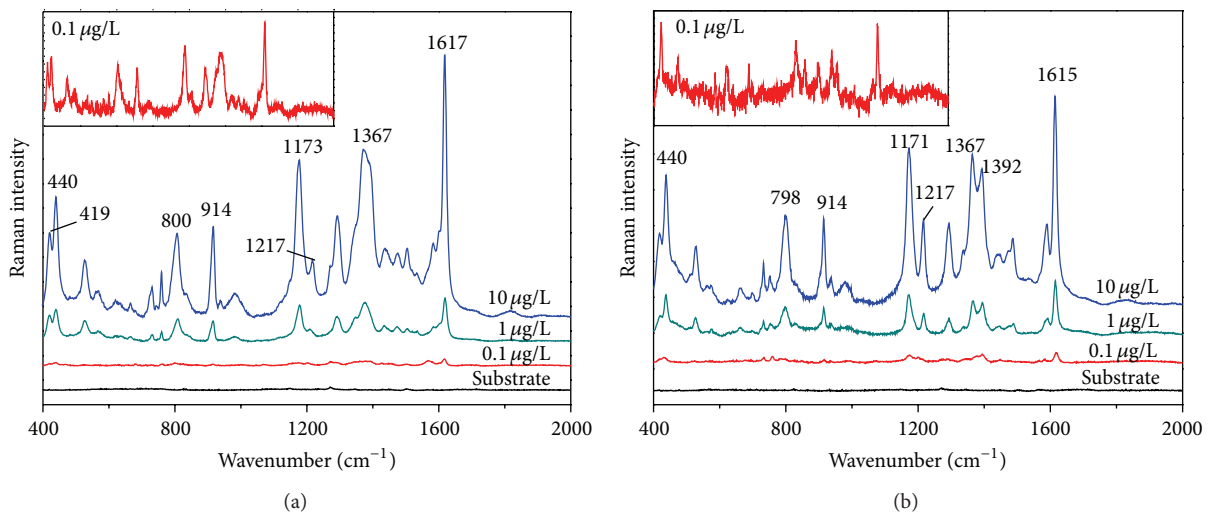 0.1 μg/L
1617
1367
1173
440
419
800
914
1217
10 μg/L
1 μg/L
0.1 μg/L
Substrate
Raman intensity
400 800 1200 1600 2000
Wavenumber (cm⁻¹)
(a)
0.1 μg/L
1615
1171
1367
1392
440
798
914
1217
10 μg/L
1 μg/L
0.1 μg/L
Substrate
Raman intensity
400 800 1200 1600 2000
Wavenumber (cm⁻¹)
(b)